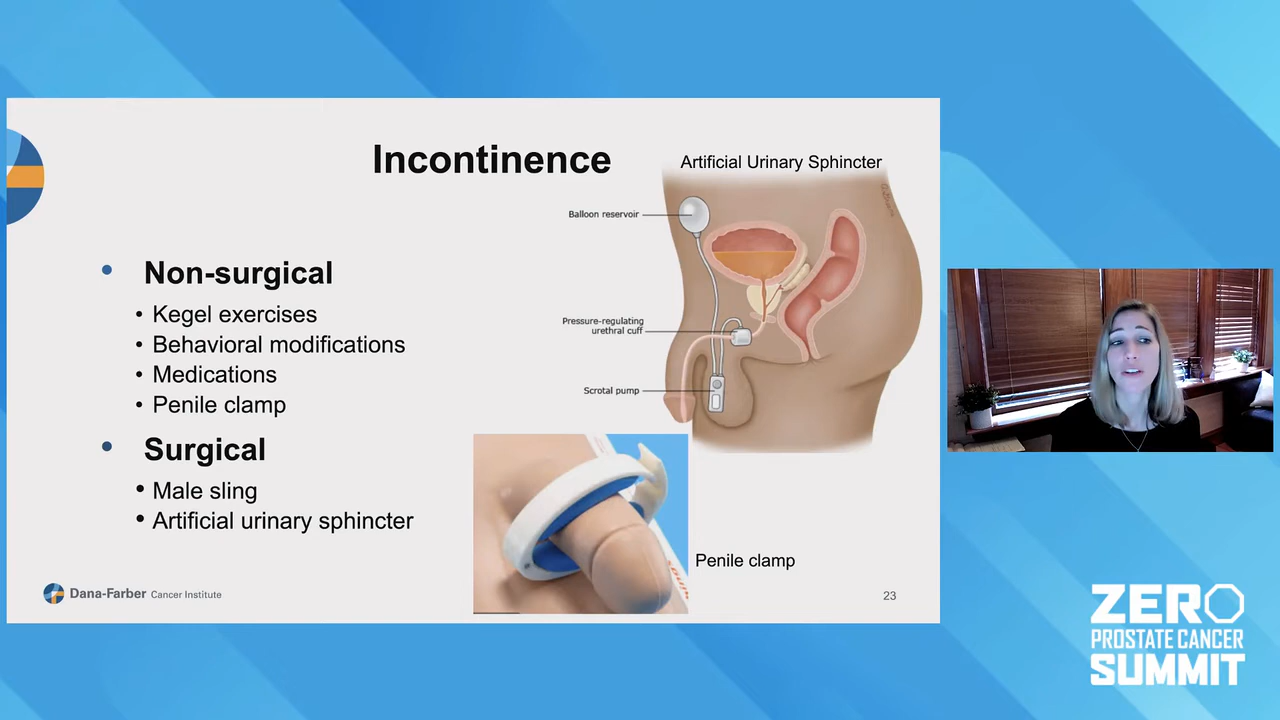 Incontinence
Artificial Urinary Sphincter
Balloon reservoir
Pressure-regulating
urethral cuff
Scrotal pump
• Non-surgical
• Kegel exercises
• Behavioral modifications
• Medications
• Penile clamp
• Surgical
• Male sling
• Artificial urinary sphincter
Penile clamp
Dana-Farber Cancer Institute
23
ZERO
PROSTATE CANCER
SUMMIT